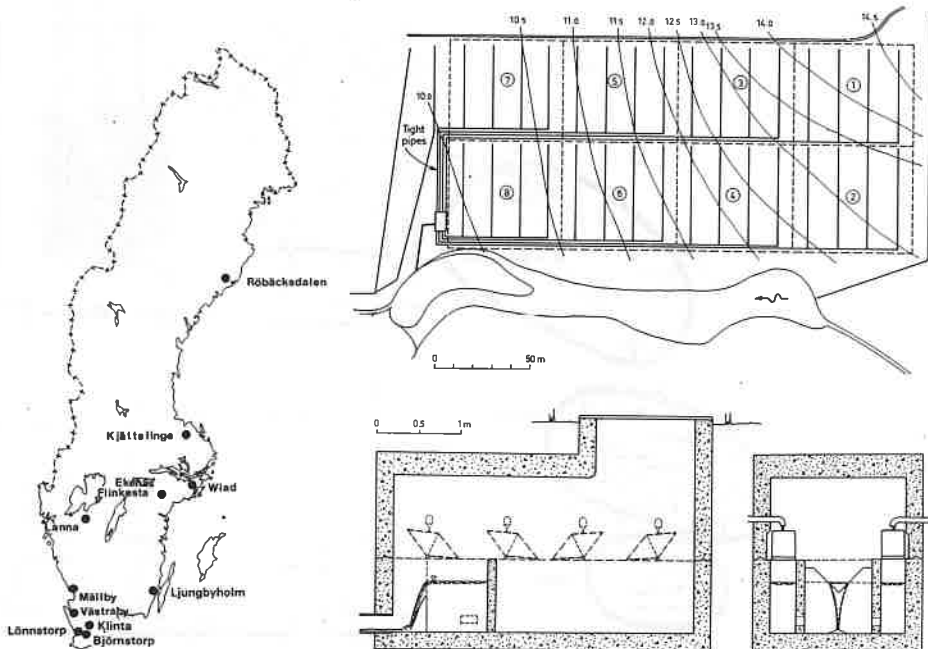 Röbäcksdalen
Kjättslinge
Ekenäs
Wiad
Flinkesta
Lanna
Mällby
Ljungbyholm
Västraby
Klinta
Lönnstorp
Björnstorp
10.5
11.0
11.5
12.0
12.5
13.0
13.5
14.0
14.5
7
5
3
1
10.0
Tight
pipes
8
6
4
2
0 50 m
0 0.5 1 m